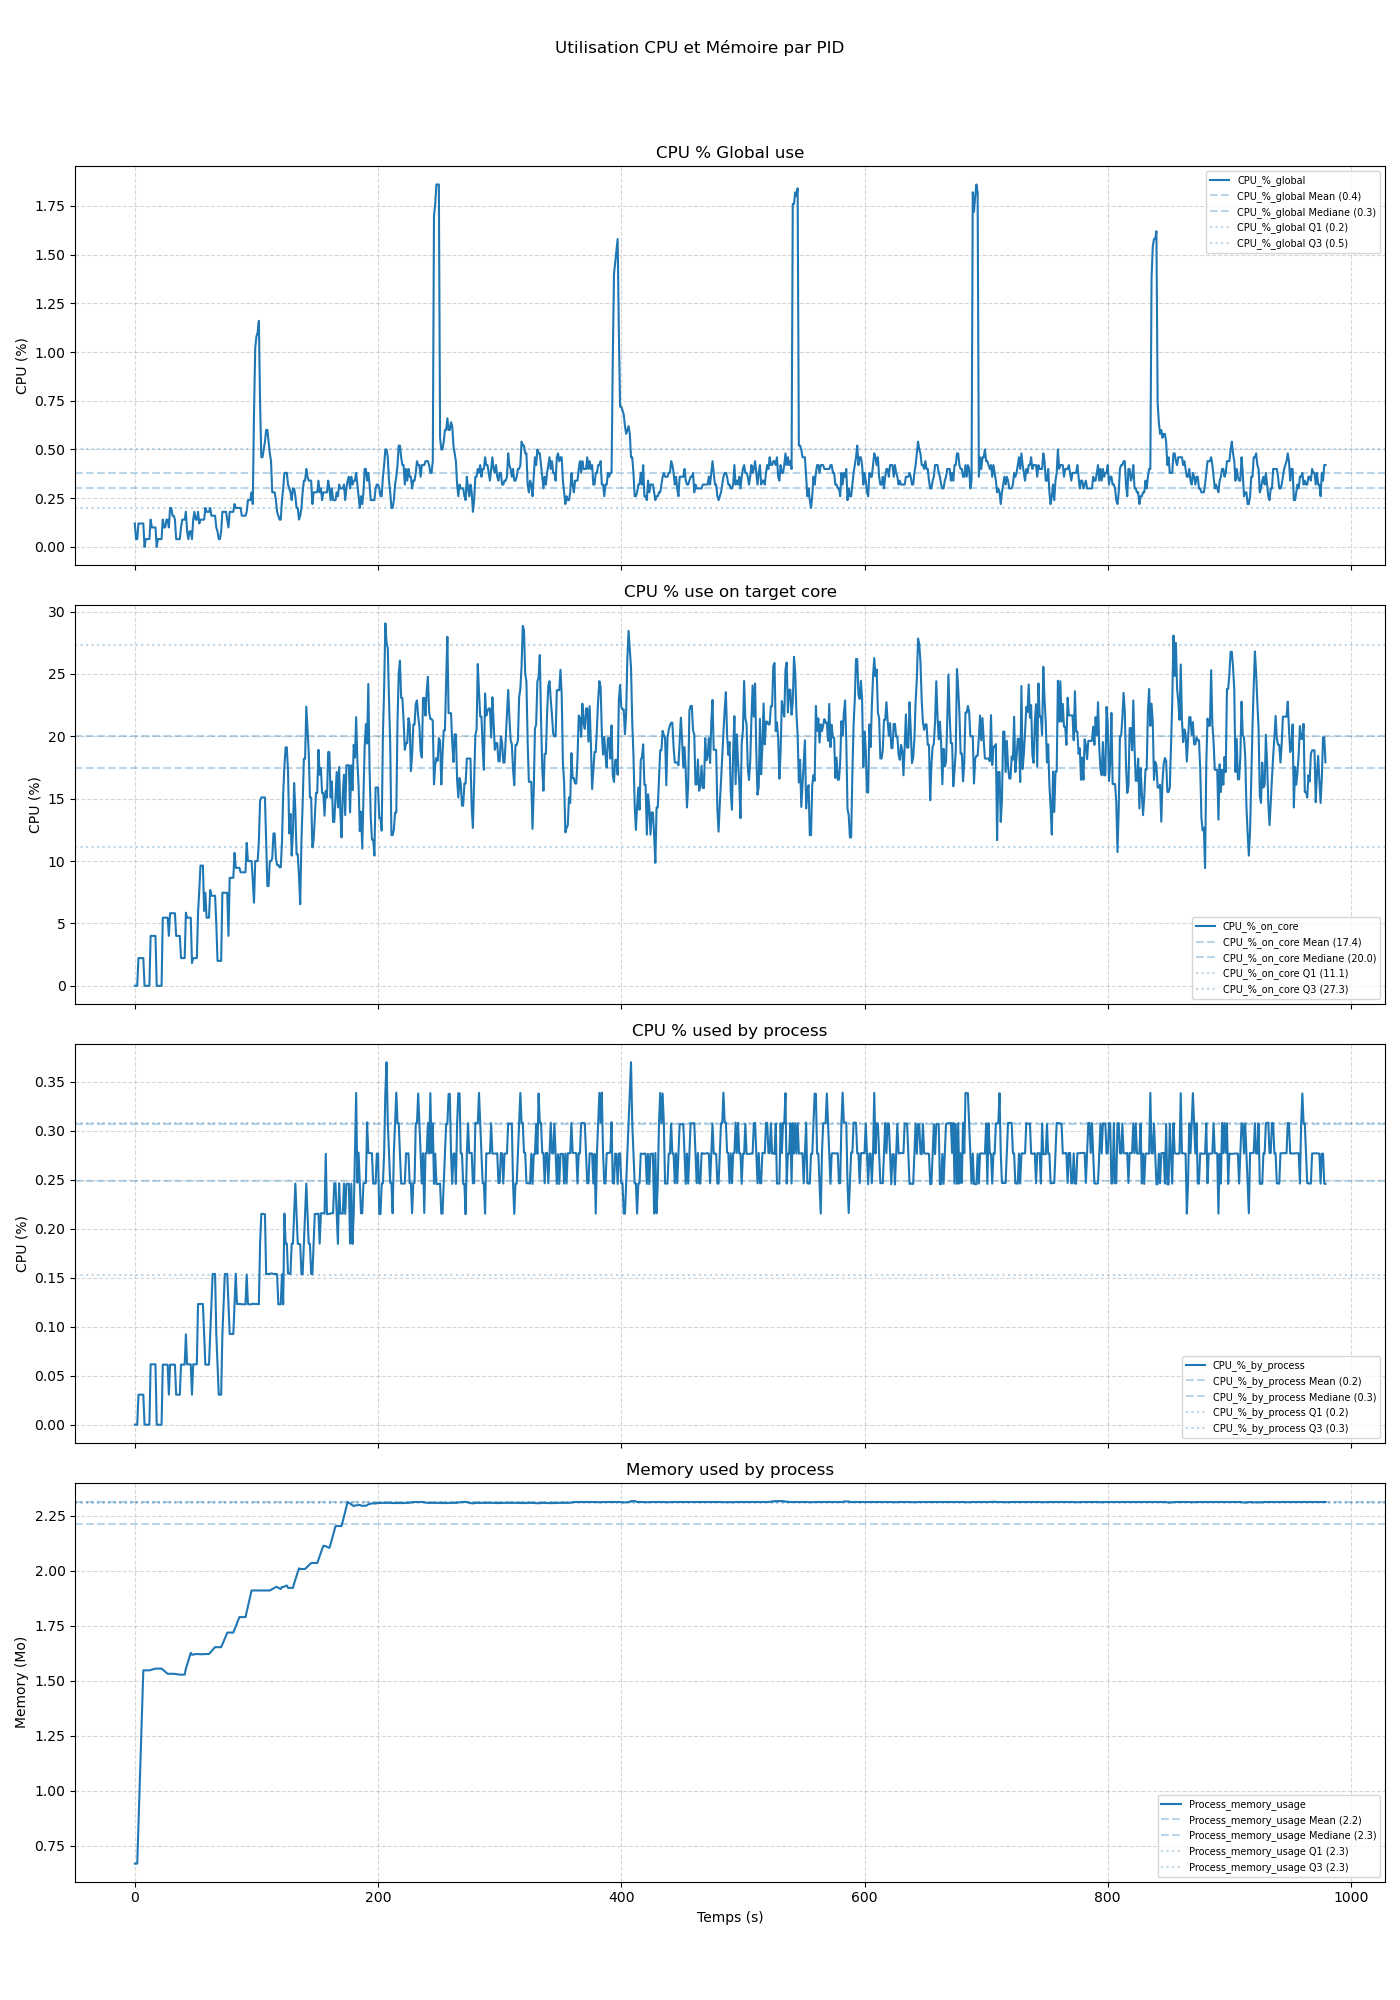 Utilisation CPU et Mémoire par PID
CPU % Global use
CPU (%)
1.75
1.50
1.25
1.00
0.75
0.50
0.25
0.00
CPU_%_global
CPU_%_global Mean (0.4)
CPU_%_global Mediane (0.3)
CPU_%_global Q1 (0.2)
CPU_%_global Q3 (0.5)
CPU % use on target core
CPU (%)
30
25
20
15
10
5
0
CPU_%_on_core
CPU_%_on_core Mean (17.4)
CPU_%_on_core Mediane (20.0)
CPU_%_on_core Q1 (11.1)
CPU_%_on_core Q3 (27.3)
CPU % used by process
CPU (%)
0.35
0.30
0.25
0.20
0.15
0.10
0.05
0.00
CPU_%_by_process
CPU_%_by_process Mean (0.2)
CPU_%_by_process Mediane (0.3)
CPU_%_by_process Q1 (0.2)
CPU_%_by_process Q3 (0.3)
Memory used by process
Memory (Mo)
2.25
2.00
1.75
1.50
1.25
1.00
0.75
Process_memory_usage
Process_memory_usage Mean (2.2)
Process_memory_usage Mediane (2.3)
Process_memory_usage Q1 (2.3)
Process_memory_usage Q3 (2.3)
0 200 400 600 800 1000
Temps (s)